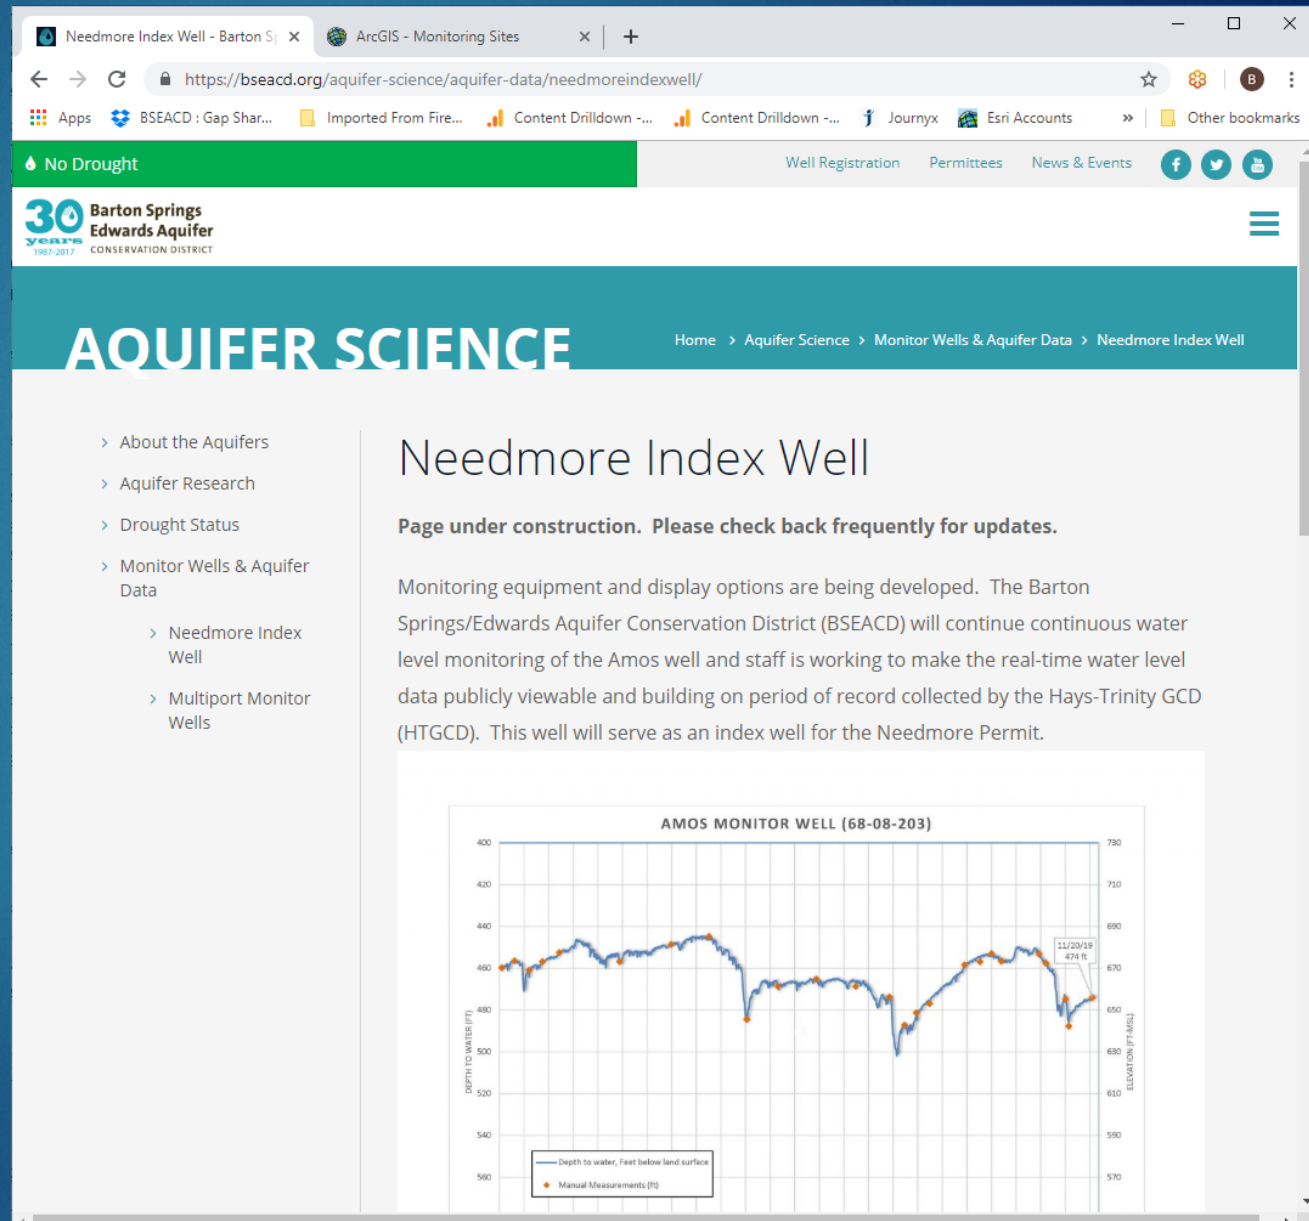 Needmore Index Well - Barton Sp
ArcGIS - Monitoring Sites
https://bseacd.org/aquifer-science/aquifer-data/needmoreindexwell/
B
Apps
BSEACD : Gap Shar...
Imported From Fire...
Content Drilldown -...
Content Drilldown -...
Journyx
Esri Accounts
»
Other bookmarks
No Drought
Well Registration
Permittees
News & Events
30 years
1987-2017
Barton Springs
Edwards Aquifer
CONSERVATION DISTRICT
AQUIFER SCIENCE
Home > Aquifer Science > Monitor Wells & Aquifer Data > Needmore Index Well
> About the Aquifers
> Aquifer Research
> Drought Status
> Monitor Wells & Aquifer
Data
> Needmore Index
Well
> Multiport Monitor
Wells
Needmore Index Well
Page under construction. Please check back frequently for updates.
Monitoring equipment and display options are being developed. The Barton
Springs/Edwards Aquifer Conservation District (BSEACD) will continue continuous water
level monitoring of the Amos well and staff is working to make the real-time water level
data publicly viewable and building on period of record collected by the Hays-Trinity GCD
(HTGCD). This well will serve as an index well for the Needmore Permit.
AMOS MONITOR WELL (68-08-203)
400
420
440
460
480
500
520
540
560
DEPTH TO WATER (FT)
730
710
690
670
650
630
610
590
570
ELEVATION (FT-MSL)
11/20/19
474 ft
Depth to water, Feet below land surface
Manual Measurements (ft)